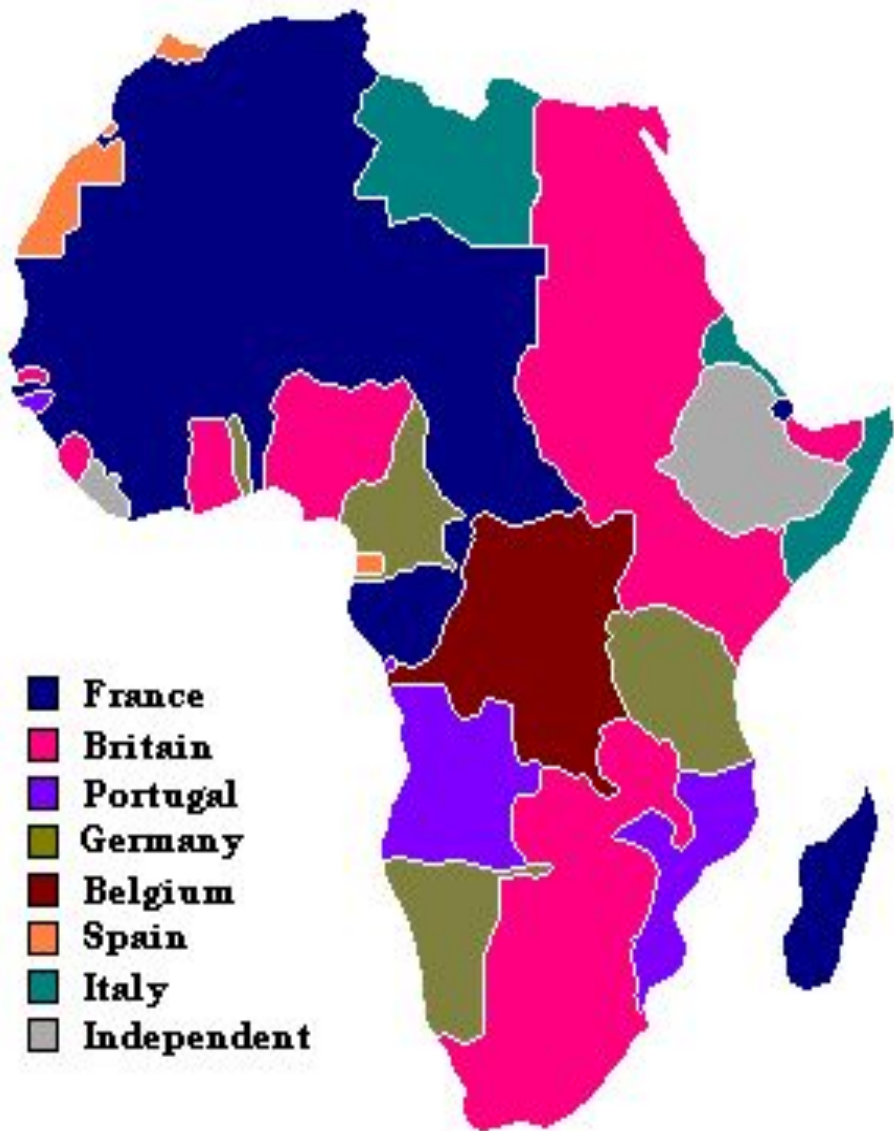 France
Britain
Portugal
Germany
Belgium
Spain
Italy
Independent